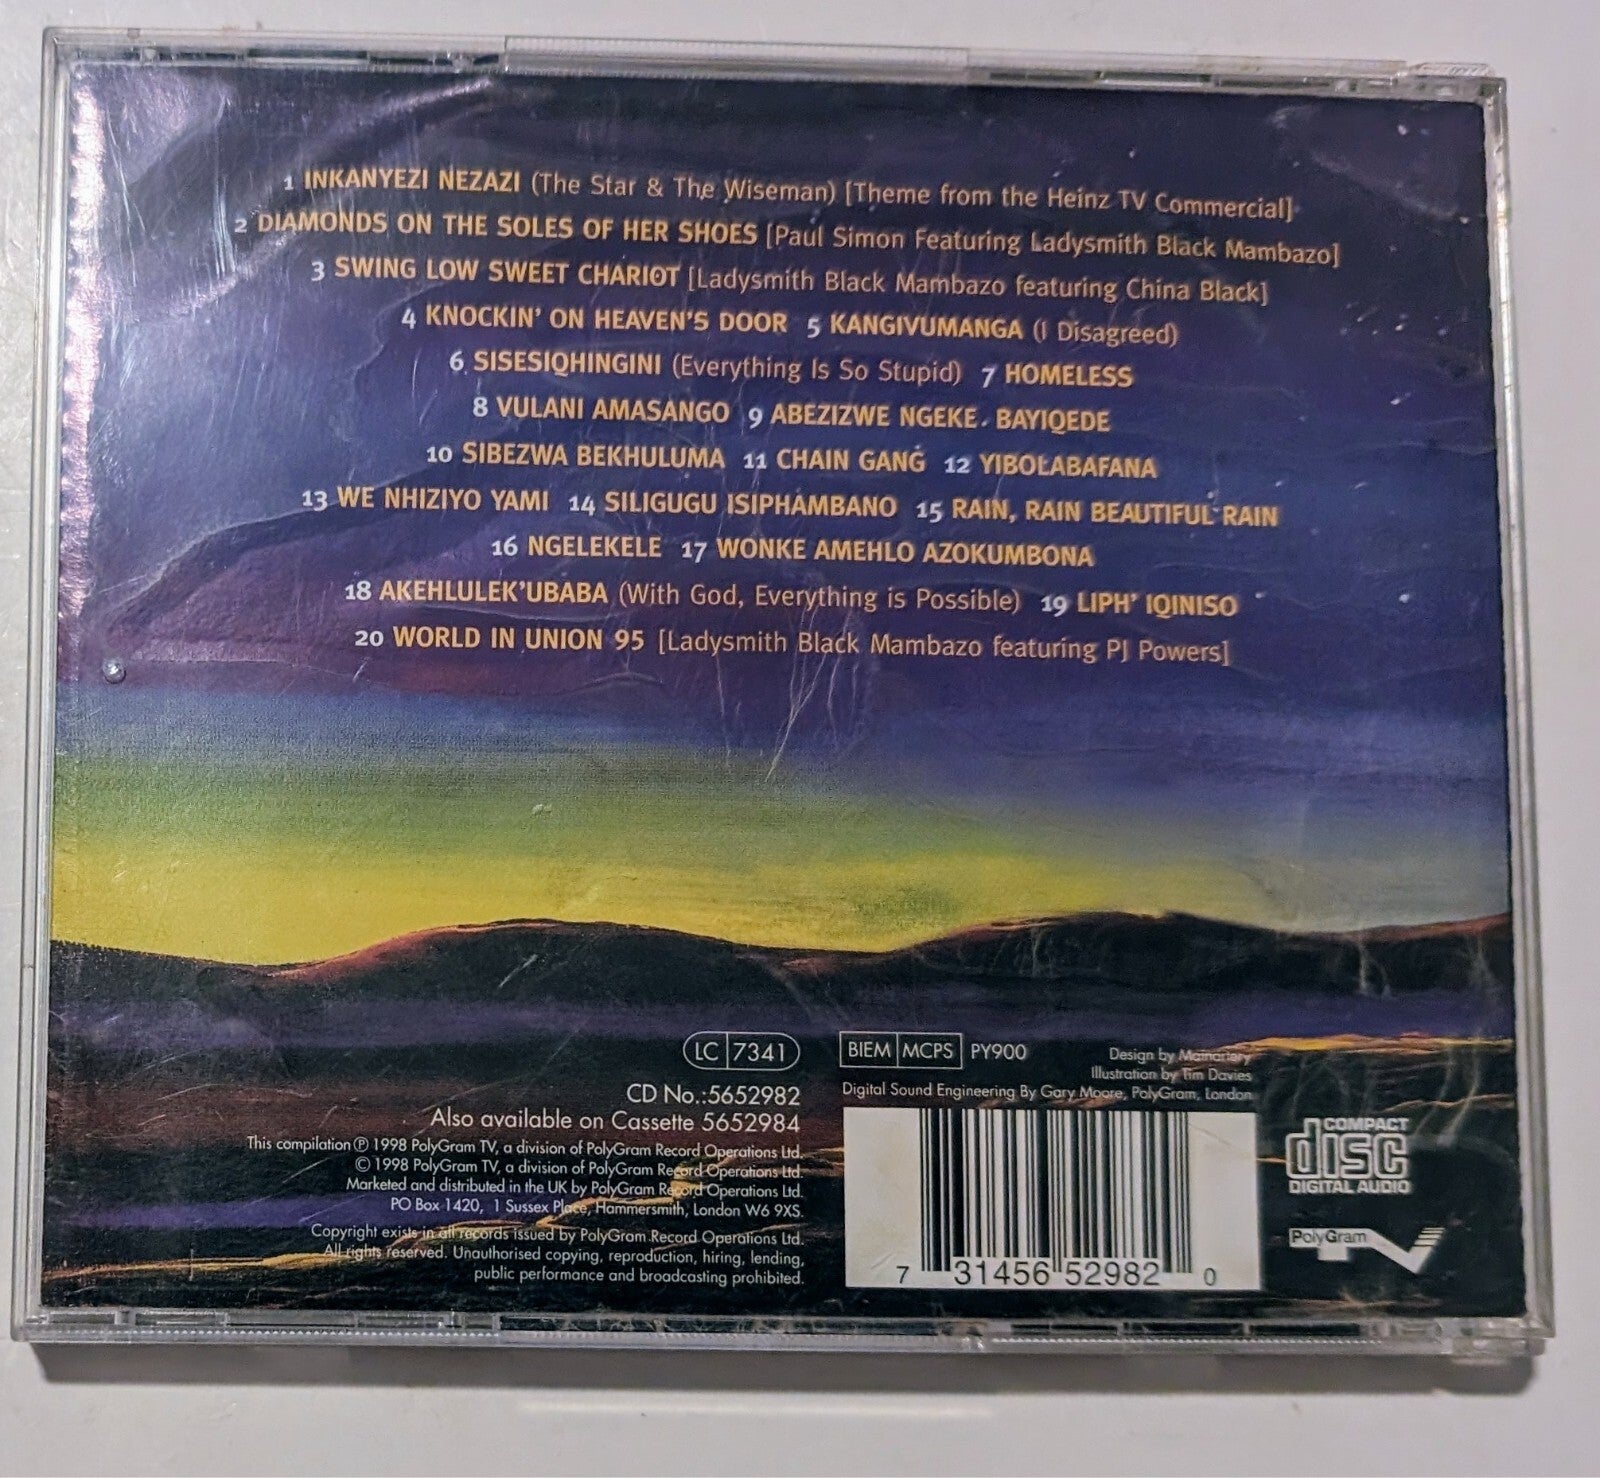 1 INKANYEZI NEZAZI (The Star & The Wiseman) [Theme from the Heinz TV Commercial]
2 DIAMONDS ON THE SOLES OF HER SHOES [Paul Simon Featuring Ladysmith Black Mambazo]
3 SWING LOW SWEET CHARIOT [Ladysmith Black Mambazo featuring China Black]
4 KNOCKIN' ON HEAVEN'S DOOR 5 KANGIVUMANGA (I Disagreed)
6 SISESIQHINGINI (Everything Is So Stupid) 7 HOMELESS
8 VULANI AMASANGO 9 ABEZIZWE NGEKE BAYIQEDE
10 SIBEZWA BEKHULUMA 11 CHAIN GANG 12 YIBOLABAFANA
13 WE NHIZIYO YAMI 14 SILIGUGU ISIPHAMBANO 15 RAIN, RAIN BEAUTIFUL RAIN
16 NGELEKELE 17 WONKE AMEHLO AZOKUMBONA
18 AKEHLULEK'UBABA (With God, Everything is Possible) 19 LIPH' IQINISO
20 WORLD IN UNION 95 [Ladysmith Black Mambazo featuring PJ Powers]
LC 7341
BIEM MCPS PY900
Design by Mainartery
Illustration by Tim Davies
Digital Sound Engineering By Gary Moore, PolyGram, London
CD No.:5652982
Also available on Cassette 5652984
This compilation ℗ 1998 PolyGram TV, a division of PolyGram Record Operations Ltd.
© 1998 PolyGram TV, a division of PolyGram Record Operations Ltd.
Marketed and distributed in the UK by PolyGram Record Operations Ltd.
PO Box 1420, 1 Sussex Place, Hammersmith, London W6 9XS.
Copyright exists in all records issued by PolyGram Record Operations Ltd.
All rights reserved. Unauthorised copying, reproduction, hiring, lending,
public performance and broadcasting prohibited.
7 31456 52982 0
COMPACT
disc
DIGITAL AUDIO
PolyGram
TV